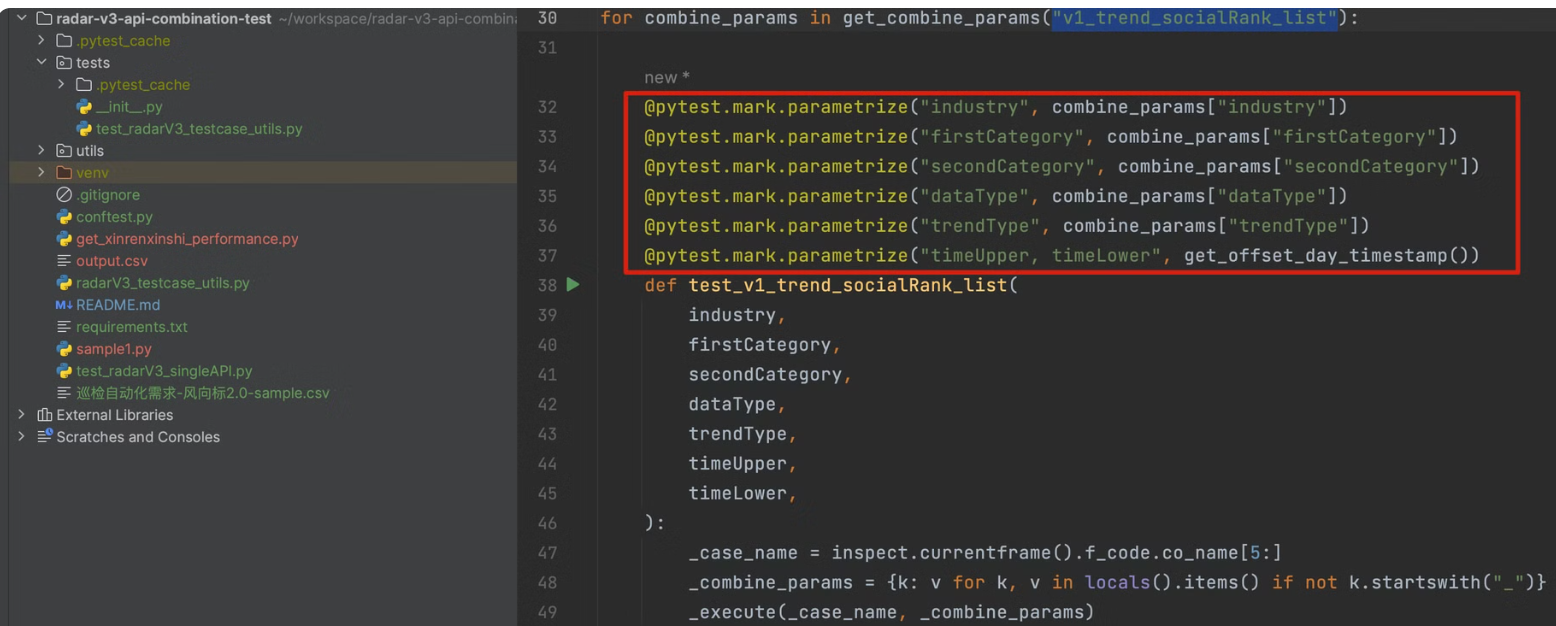 radar-v3-api-combination-test ~/workspace/radar-v3-api-combina
.pytest_cache
tests
.pytest_cache
__init__.py
test_radarV3_testcase_utils.py
utils
venv
.gitignore
conftest.py
get_xinrenxinshi_performance.py
output.csv
radarV3_testcase_utils.py
README.md
requirements.txt
sample1.py
test_radarV3_singleAPI.py
巡检自动化需求-风向标2.0-sample.csv
External Libraries
Scratches and Consoles
30 for combine_params in get_combine_params("v1_trend_socialRank_list"):
31
new *
32 @pytest.mark.parametrize("industry", combine_params["industry"])
33 @pytest.mark.parametrize("firstCategory", combine_params["firstCategory"])
34 @pytest.mark.parametrize("secondCategory", combine_params["secondCategory"])
35 @pytest.mark.parametrize("dataType", combine_params["dataType"])
36 @pytest.mark.parametrize("trendType", combine_params["trendType"])
37 @pytest.mark.parametrize("timeUpper, timeLower", get_offset_day_timestamp())
38 def test_v1_trend_socialRank_list(
39 industry,
40 firstCategory,
41 secondCategory,
42 dataType,
43 trendType,
44 timeUpper,
45 timeLower,
46 ):
47 _case_name = inspect.currentframe().f_code.co_name[5:]
48 _combine_params = {k: v for k, v in locals().items() if not k.startswith("_")}
49 _execute(_case_name, _combine_params)